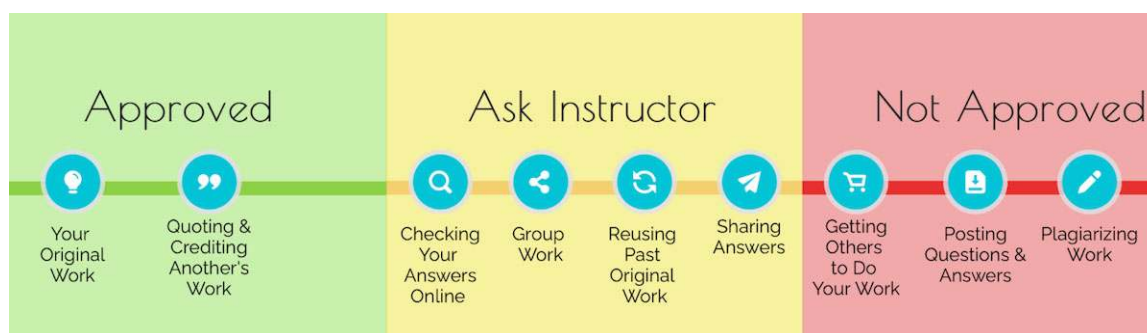 Approved
Ask Instructor
Not Approved
Your
Original
Work
Quoting &
Crediting
Another's
Work
Checking
Your
Answers
Online
Group
Work
Reusing
Past
Original
Work
Sharing
Answers
Getting
Others
to Do
Your Work
Posting
Questions &
Answers
Plagiarizing
Work